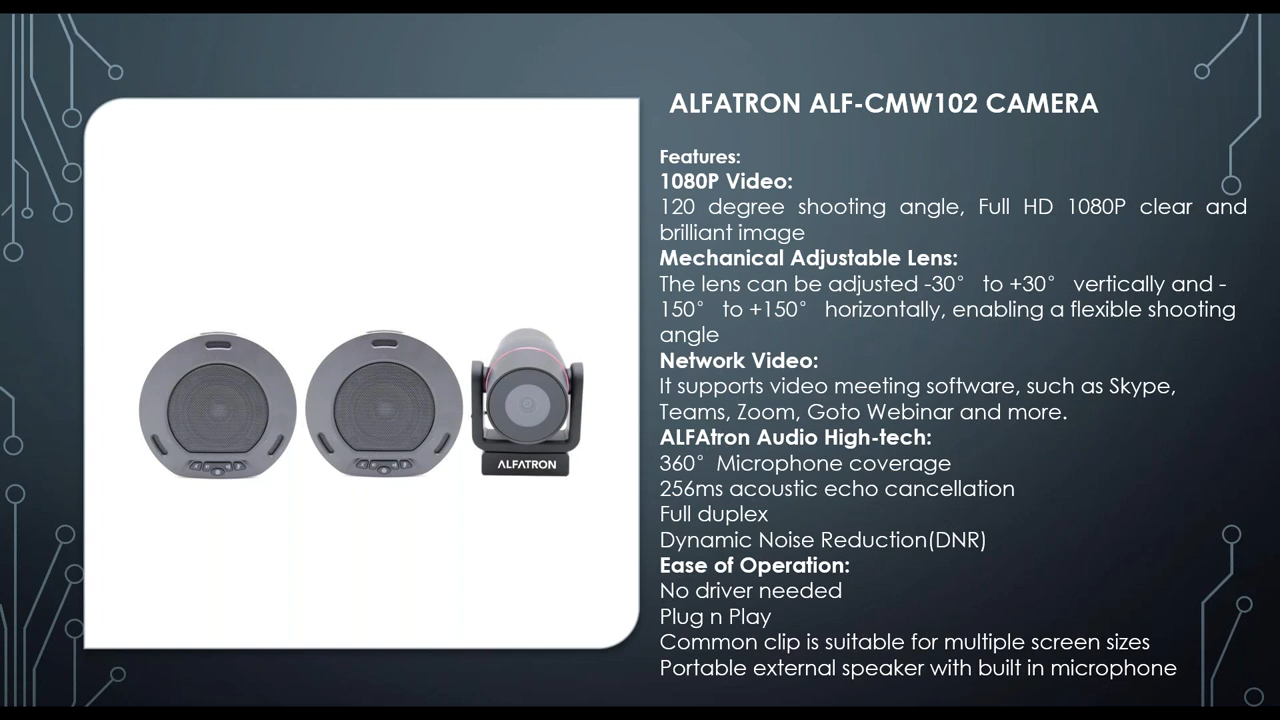 ALFATRON ALF-CMW102 CAMERA
Features:
1080P Video:
120 degree shooting angle, Full HD 1080P clear and
brilliant image
Mechanical Adjustable Lens:
The lens can be adjusted -30° to +30° vertically and -
150° to +150° horizontally, enabling a flexible shooting
angle
Network Video:
It supports video meeting software, such as Skype,
Teams, Zoom, Goto Webinar and more.
ALFAtron Audio High-tech:
360° Microphone coverage
256ms acoustic echo cancellation
Full duplex
Dynamic Noise Reduction(DNR)
Ease of Operation:
No driver needed
Plug n Play
Common clip is suitable for multiple screen sizes
Portable external speaker with built in microphone
ALFATRON